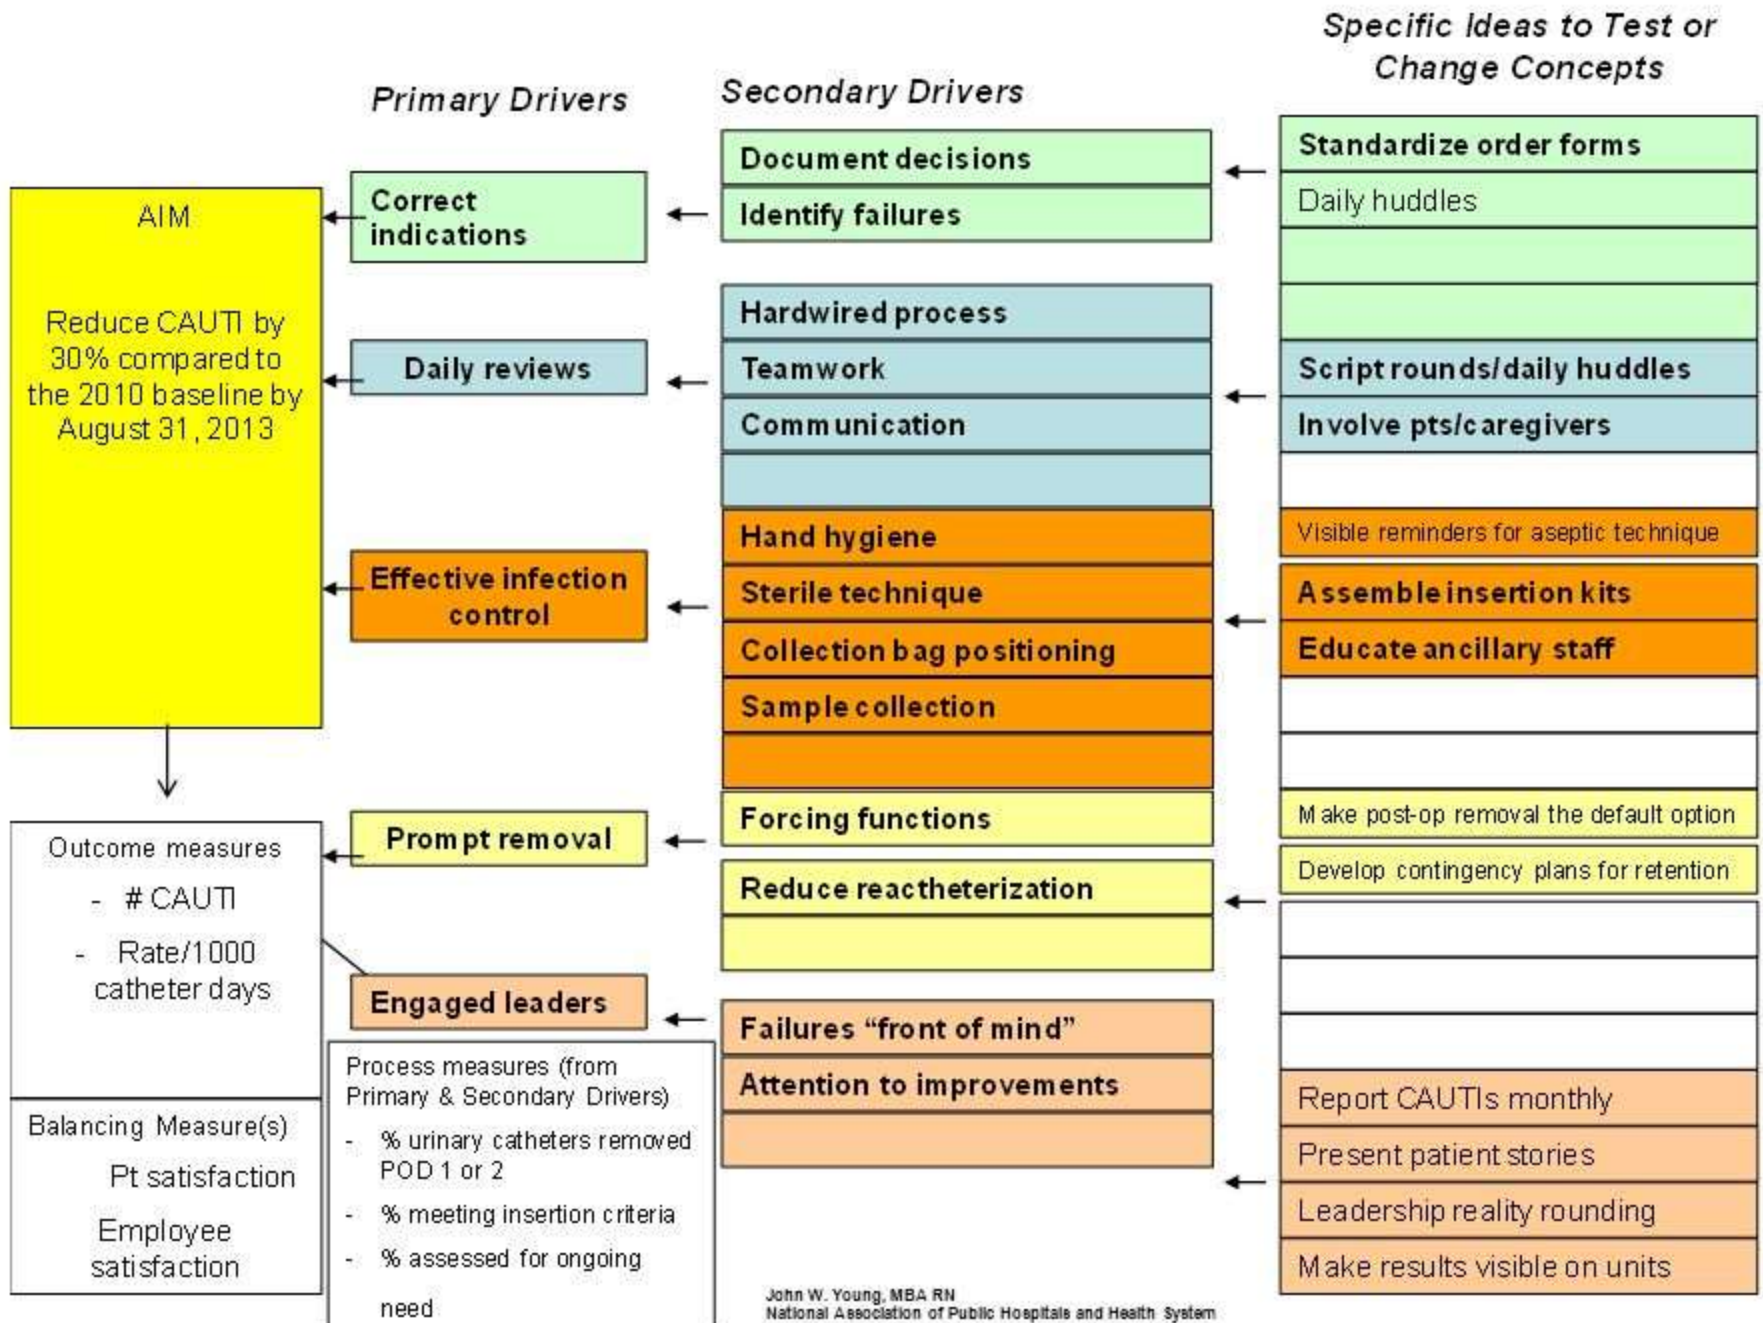 Specific Ideas to Test or
Change Concepts
Primary Drivers
Secondary Drivers
AIM
Reduce CAUTI by
30% compared to
the 2010 baseline by
August 31, 2013
Outcome measures
- # CAUTI
- Rate/1000
catheter days
Balancing Measure(s)
Pt satisfaction
Employee
satisfaction
Correct
indications
Daily reviews
Effective infection
control
Prompt removal
Engaged leaders
Process measures (from
Primary & Secondary Drivers)
- % urinary catheters removed
POD 1 or 2
- % meeting insertion criteria
- % assessed for ongoing
need
Document decisions
Identify failures
Hardwired process
Teamwork
Communication
Hand hygiene
Sterile technique
Collection bag positioning
Sample collection
Forcing functions
Reduce reactheterization
Failures “front of mind”
Attention to improvements
Standardize order forms
Daily huddles
Script rounds/daily huddles
Involve pts/caregivers
Visible reminders for aseptic technique
Assemble insertion kits
Educate ancillary staff
Make post-op removal the default option
Develop contingency plans for retention
Report CAUTIs monthly
Present patient stories
Leadership reality rounding
Make results visible on units
John W. Young, MBA RN
National Association of Public Hospitals and Health System